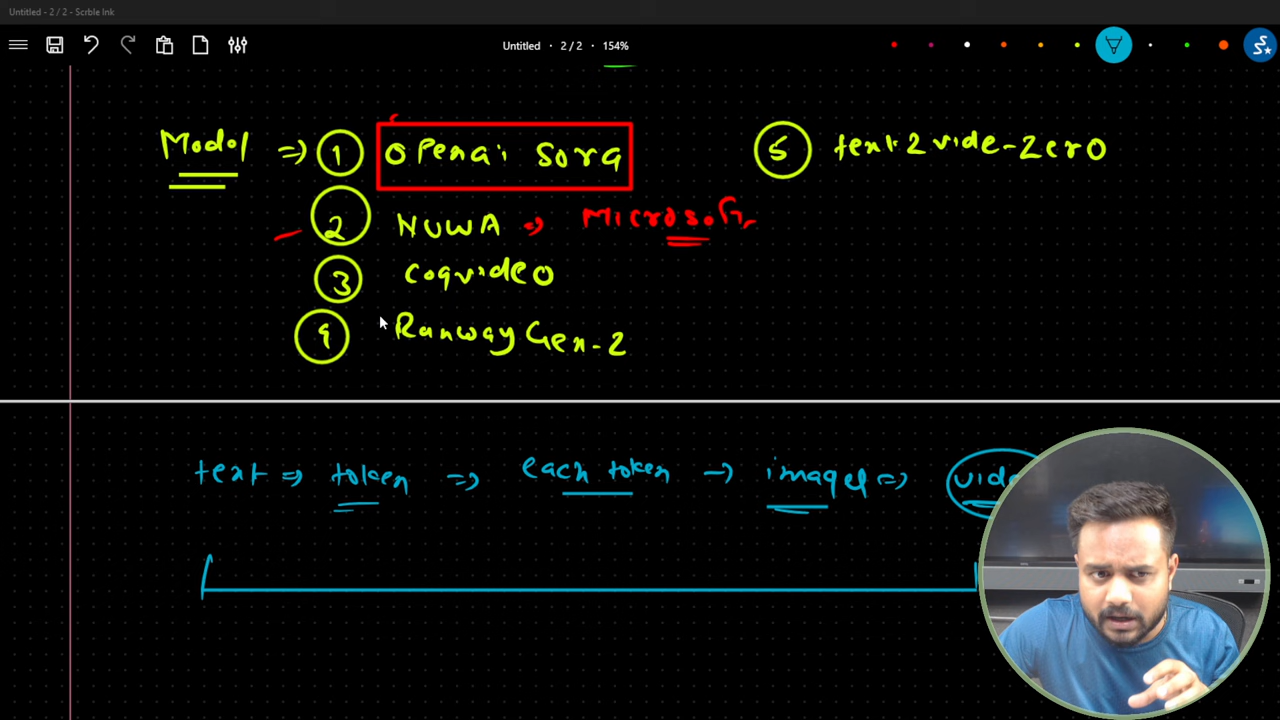 Untitled - 2 / 2 - Scrble Ink
Untitled • 2 / 2 • 154%
Model => 1 Openai Sora
2 NUWA => Microsoft
3 Cogvideo
4 Runway Gen-2
5 text2vide-Zero
text => token => each token -> image => vide